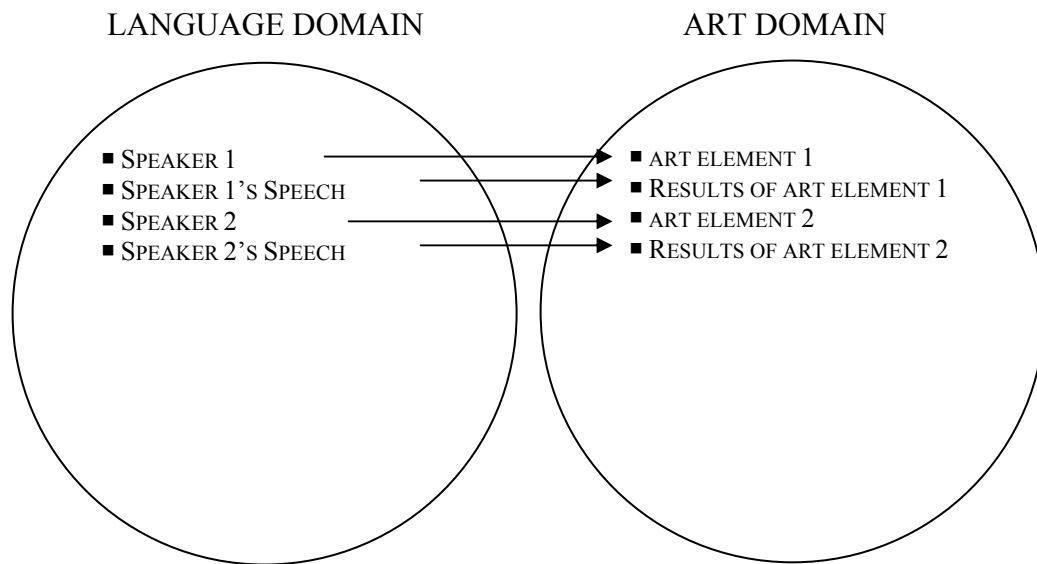 LANGUAGE DOMAIN
ART DOMAIN
▪ SPEAKER 1
▪ SPEAKER 1'S SPEECH
▪ SPEAKER 2
▪ SPEAKER 2'S SPEECH
▪ ART ELEMENT 1
▪ RESULTS OF ART ELEMENT 1
▪ ART ELEMENT 2
▪ RESULTS OF ART ELEMENT 2